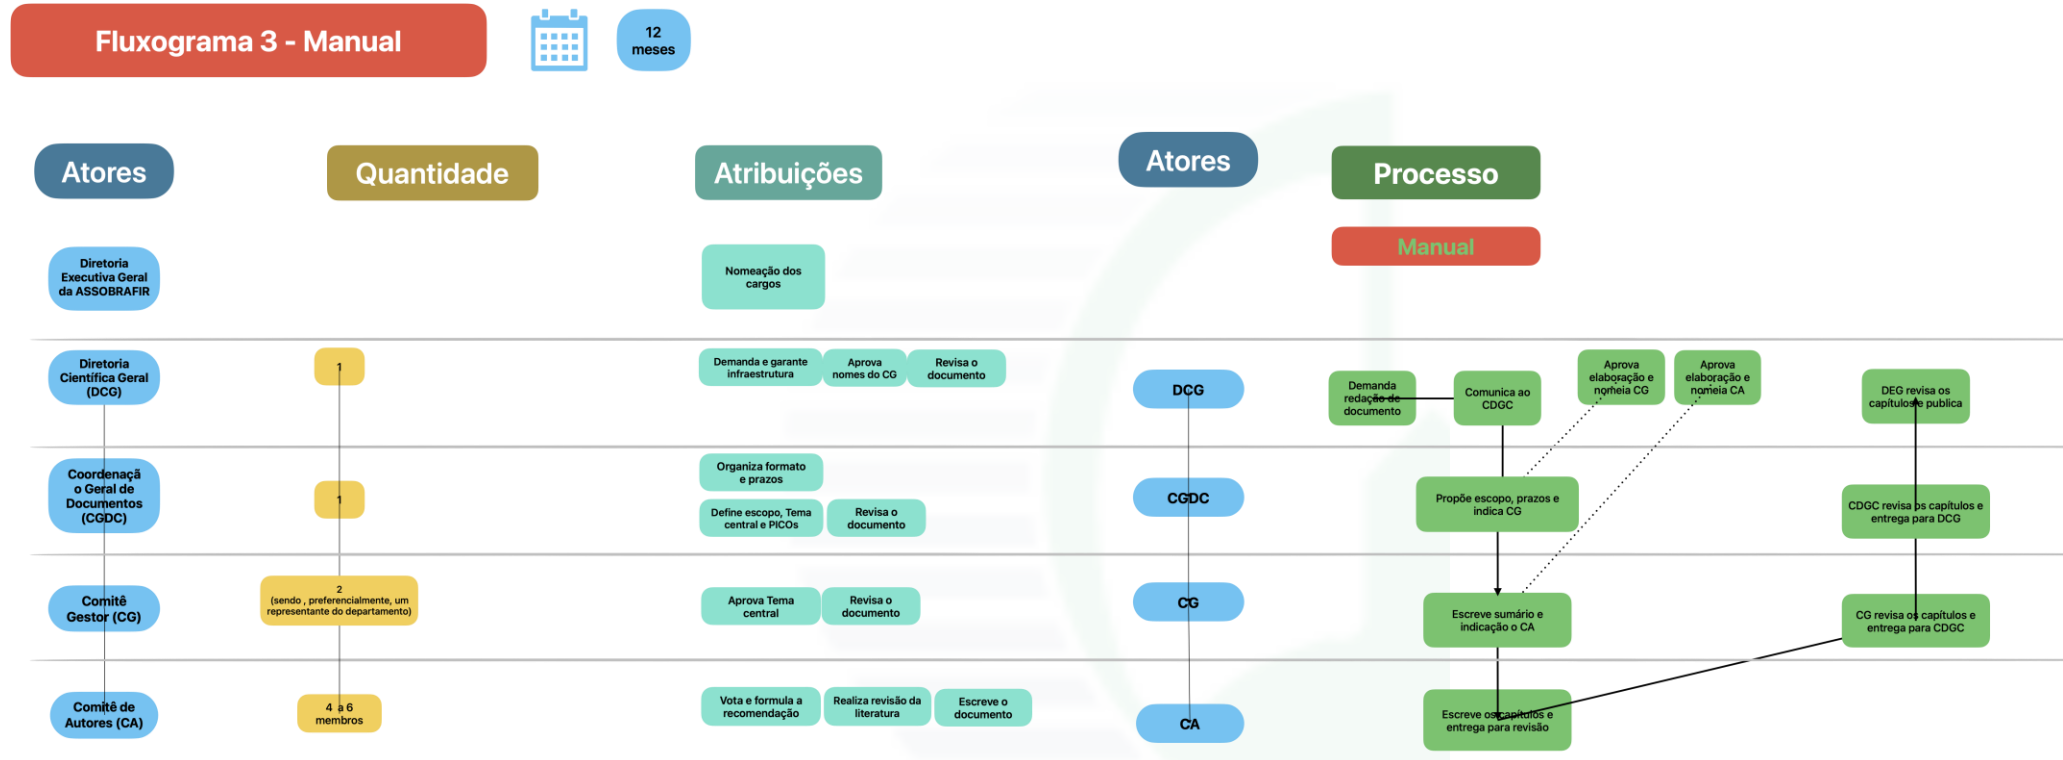 Fluxograma 3 - Manual
12
meses
Atores
Quantidade
Atribuições
Atores
Processo
Manual
Diretoria
Executiva Geral
da ASSOBRAFIR
Nomeação dos
cargos
Diretoria
Científica Geral
(DCG)
1
Demanda e garante
infraestrutura
Aprova
nomes do CG
Revisa o
documento
DCG
Demanda
redação de
documento
Comunica ao
CDGC
Aprova
elaboração e
nomeia CG
Aprova
elaboração e
nomeia CA
DEG revisa os
capítulos e publica
Coordenaçã
o Geral de
Documentos
(CGDC)
1
Organiza formato
e prazos
Define escopo, Tema
central e PICOs
Revisa o
documento
CGDC
Propõe escopo, prazos e
indica CG
CDGC revisa os capítulos e
entrega para DCG
Comitê
Gestor (CG)
2
(sendo , preferencialmente, um
representante do departamento)
Aprova Tema
central
Revisa o
documento
CG
Escreve sumário e
indicação o CA
CG revisa os capítulos e
entrega para CDGC
Comitê de
Autores (CA)
4 a 6
membros
Vota e formula a
recomendação
Realiza revisão da
literatura
Escreve o
documento
CA
Escreve os capítulos e
entrega para revisão